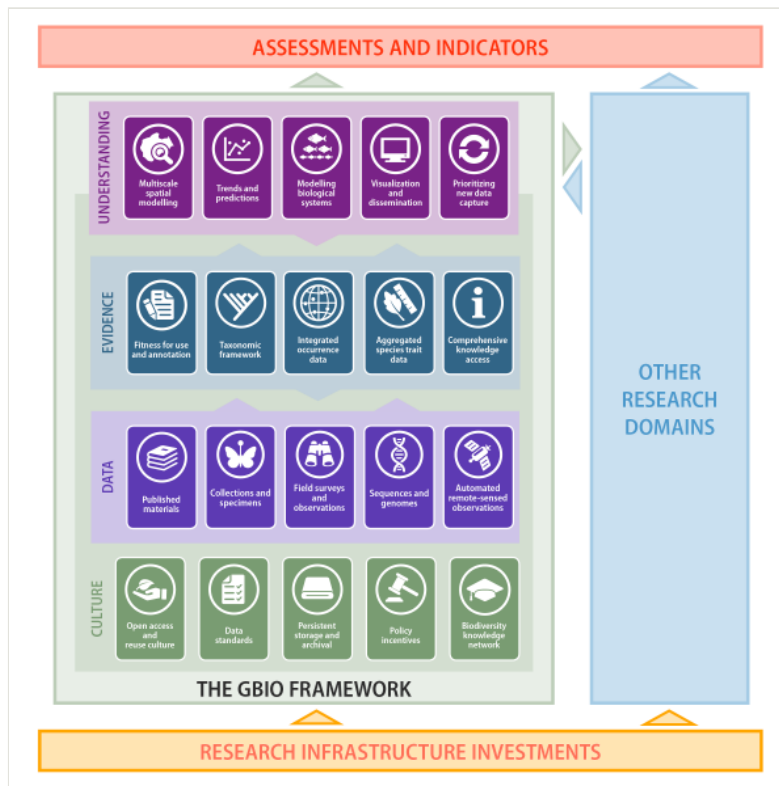 ASSESSMENTS AND INDICATORS
UNDERSTANDING
Multiscale
spatial
modelling
Trends and
predictions
Modelling
biological
systems
Visualization
and
dissemination
Prioritizing
new data
capture
EVIDENCE
Fitness for use
and annotation
Taxonomic
framework
Integrated
occurrence
data
Aggregated
species trait
data
Comprehensive
knowledge
access
DATA
Published
materials
Collections and
specimens
Field surveys
and
observations
Sequences and
genomes
Automated
remote-sensed
observations
CULTURE
Open access
and
reuse culture
Data
standards
Persistent
storage and
archival
Policy
incentives
Biodiversity
knowledge
network
THE GBIO FRAMEWORK
OTHER
RESEARCH
DOMAINS
RESEARCH INFRASTRUCTURE INVESTMENTS